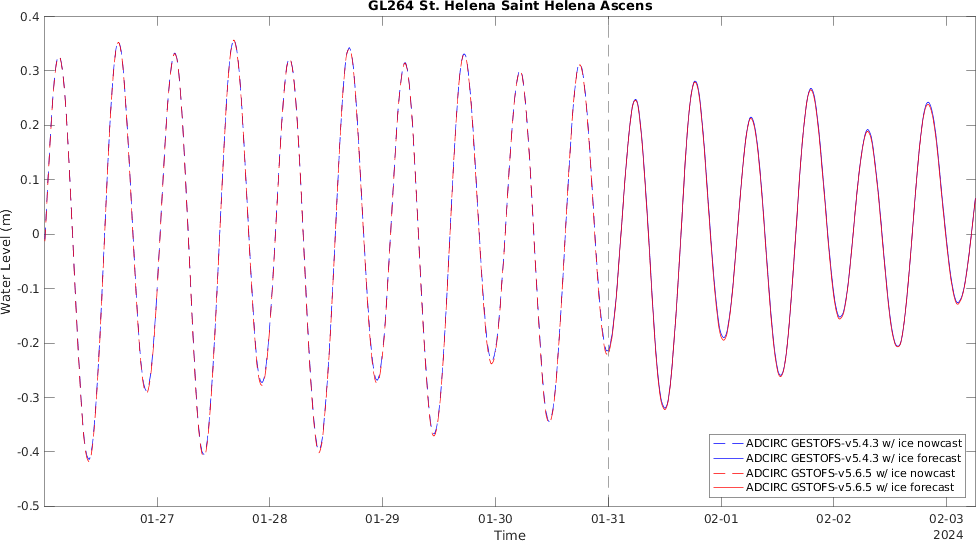 GL264 St. Helena Saint Helena Ascens
0.4
0.3
0.2
0.1
0
-0.1
-0.2
-0.3
-0.4
-0.5
Water Level (m)
ADCIRC GESTOFS-v5.4.3 w/ ice nowcast
ADCIRC GESTOFS-v5.4.3 w/ ice forecast
ADCIRC GSTOFS-v5.6.5 w/ ice nowcast
ADCIRC GSTOFS-v5.6.5 w/ ice forecast
01-27 01-28 01-29 01-30 01-31 02-01 02-02 02-03
Time
2024